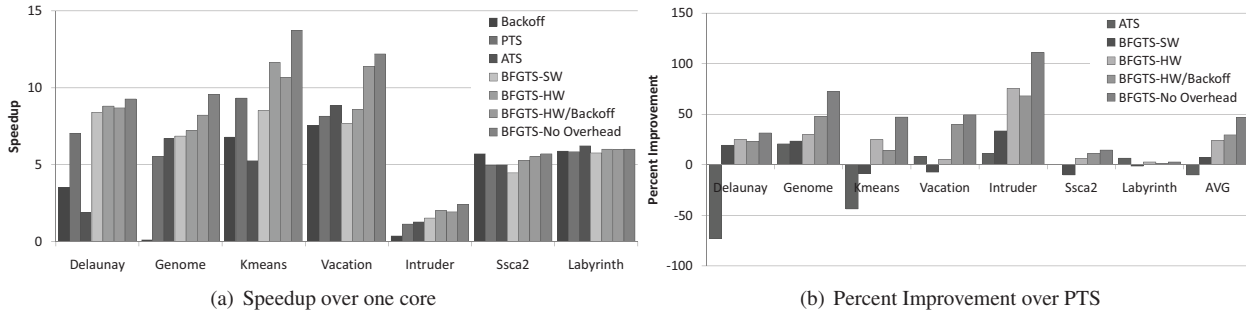 15
10
5
0
Speedup
Backoff
PTS
ATS
BFGTS-SW
BFGTS-HW
BFGTS-HW/Backoff
BFGTS-No Overhead
Delaunay Genome Kmeans Vacation Intruder Ssca2 Labyrinth
(a) Speedup over one core
150
100
50
0
-50
-100
Percent Improvement
ATS
BFGTS-SW
BFGTS-HW
BFGTS-HW/Backoff
BFGTS-No Overhead
Delaunay Genome Kmeans Vacation Intruder Ssca2 Labyrinth AVG
(b) Percent Improvement over PTS